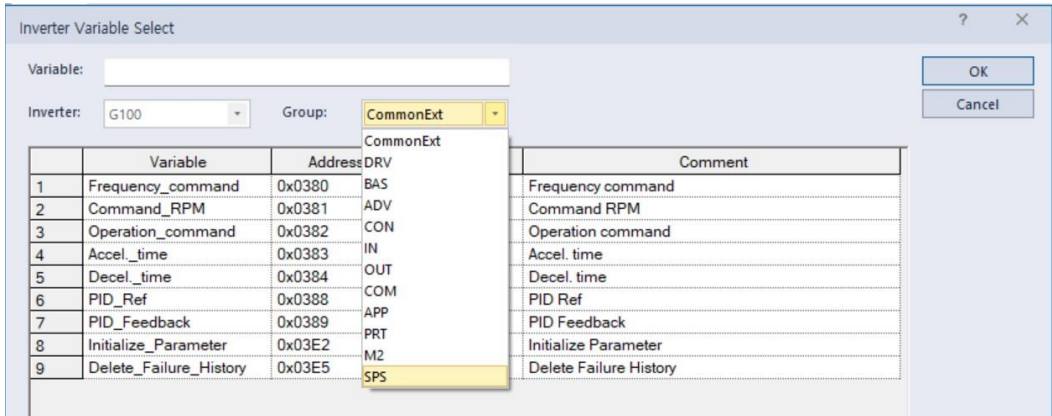 Inverter Variable Select ? ×
Variable: OK
Inverter: G100 Group: CommonExt Cancel
CommonExt
DRV
BAS
ADV
CON
IN
OUT
COM
APP
PRT
M2
SPS
Variable Address Comment
1 Frequency_command 0x0380 Frequency command
2 Command_RPM 0x0381 Command RPM
3 Operation_command 0x0382 Operation command
4 Accel._time 0x0383 Accel. time
5 Decel._time 0x0384 Decel. time
6 PID_Ref 0x0388 PID Ref
7 PID_Feedback 0x0389 PID Feedback
8 Initialize_Parameter 0x03E2 Initialize Parameter
9 Delete_Failure_History 0x03E5 Delete Failure History